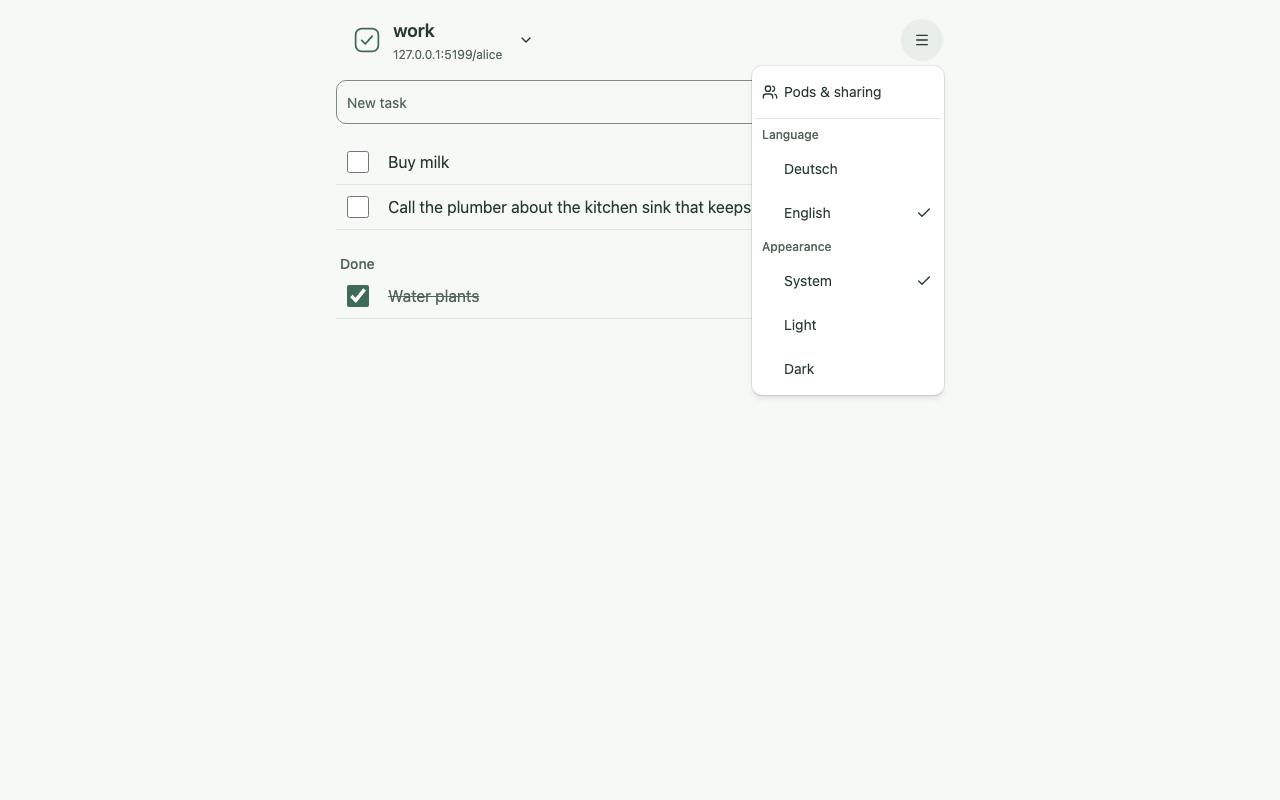 work
127.0.0.1:5199/alice
New task
Buy milk
Call the plumber about the kitchen sink that keeps
Done
Water plants
Pods & sharing
Language
Deutsch
English
Appearance
System
Light
Dark